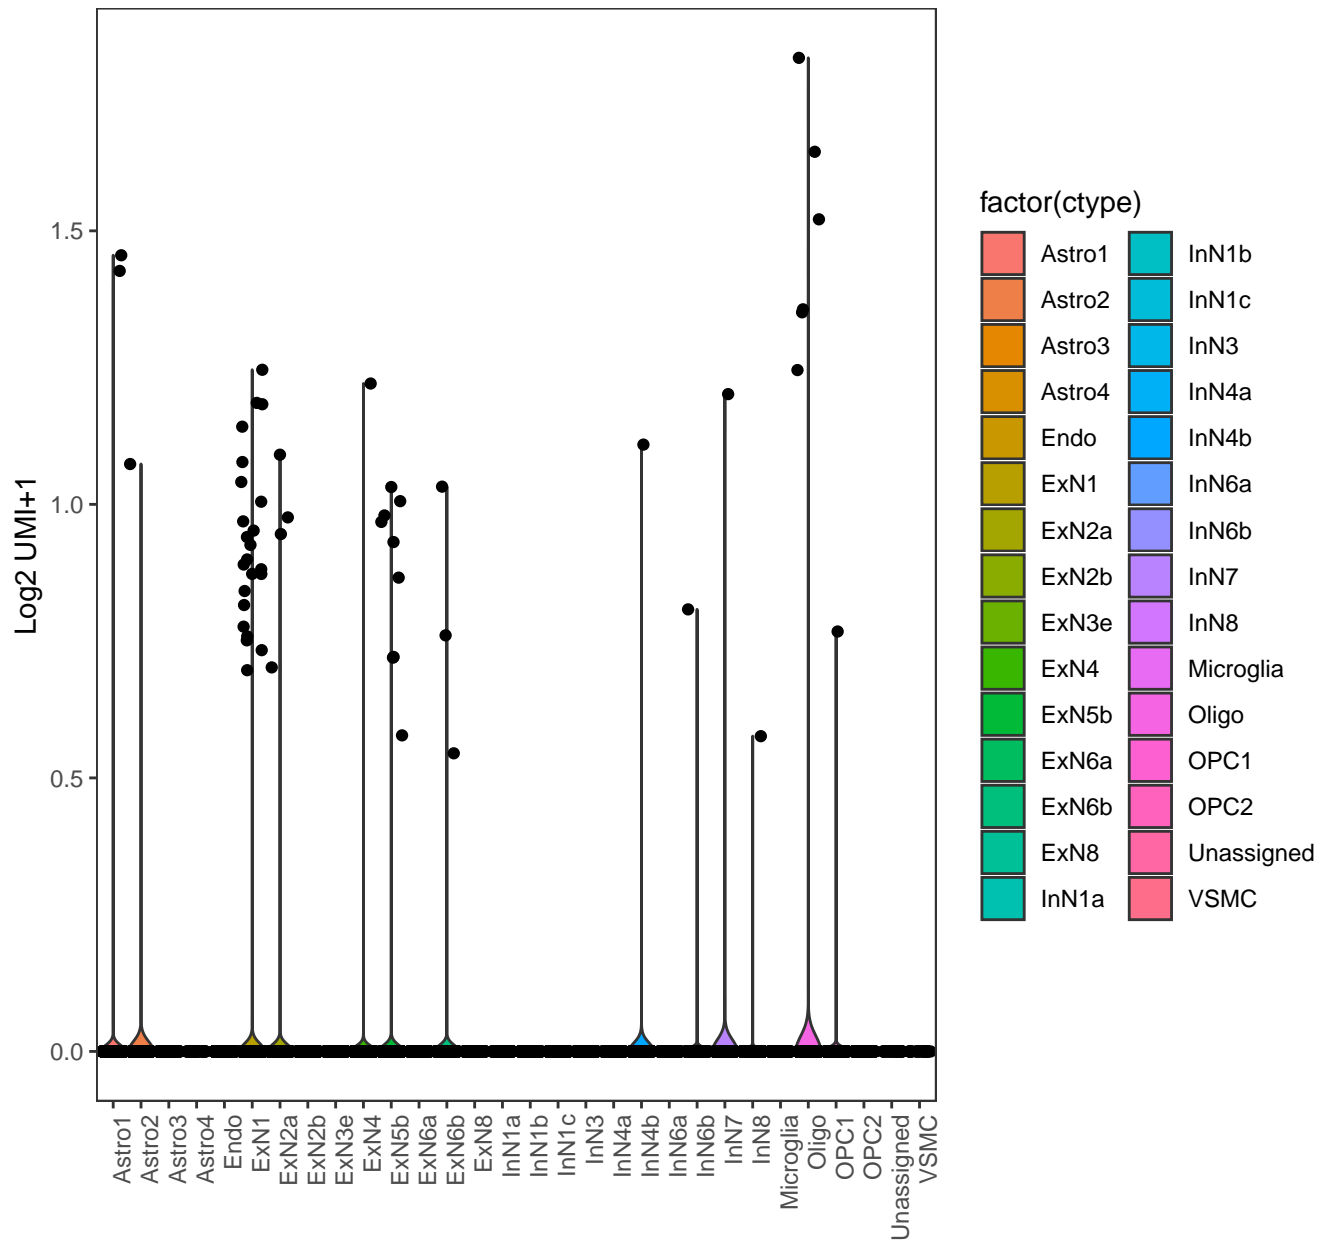 Log2 UMI+1
1.5
1.0
0.5
0.0
Astro1
Astro2
Astro3
Astro4
Endo
ExN1
ExN2a
ExN2b
ExN3e
ExN4
ExN5b
ExN6a
ExN6b
ExN8
InN1a
InN1b
InN1c
InN3
InN4a
InN4b
InN6a
InN6b
InN7
InN8
Microglia
Oligo
OPC1
OPC2
Unassigned
VSMC
factor(ctype)
Astro1
Astro2
Astro3
Astro4
Endo
ExN1
ExN2a
ExN2b
ExN3e
ExN4
ExN5b
ExN6a
ExN6b
ExN8
InN1a
InN1b
InN1c
InN3
InN4a
InN4b
InN6a
InN6b
InN7
InN8
Microglia
Oligo
OPC1
OPC2
Unassigned
VSMC